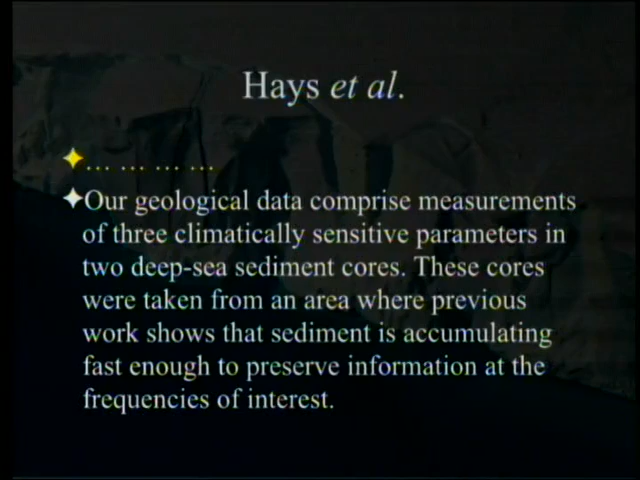 Hays et al.
… … … …
Our geological data comprise measurements
of three climatically sensitive parameters in
two deep-sea sediment cores. These cores
were taken from an area where previous
work shows that sediment is accumulating
fast enough to preserve information at the
frequencies of interest.